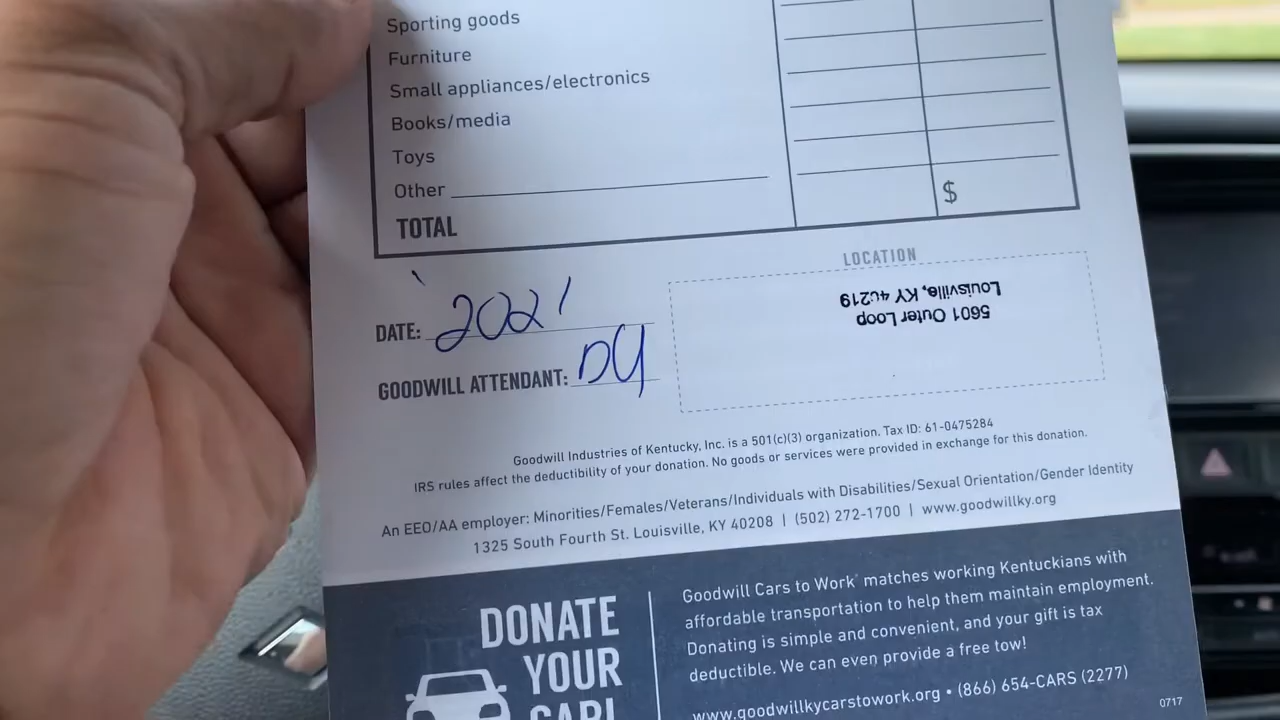 Sporting goods
Furniture
Small appliances/electronics
Books/media
Toys
Other
$
TOTAL
LOCATION
5601 Outer Loop
Louisville, KY 40219
DATE: 2021
GOODWILL ATTENDANT: DY
Goodwill Industries of Kentucky, Inc. is a 501(c)(3) organization. Tax ID: 61-0475284
IRS rules affect the deductibility of your donation. No goods or services were provided in exchange for this donation.
An EEO/AA employer: Minorities/Females/Veterans/Individuals with Disabilities/Sexual Orientation/Gender Identity
1325 South Fourth St. Louisville, KY 40208 | (502) 272-1700 | www.goodwillky.org
DONATE
YOUR
CAR!
Goodwill Cars to Work® matches working Kentuckians with
affordable transportation to help them maintain employment.
Donating is simple and convenient, and your gift is tax
deductible. We can even provide a free tow!
www.goodwillkycarstowork.org • (866) 654-CARS (2277)
0717